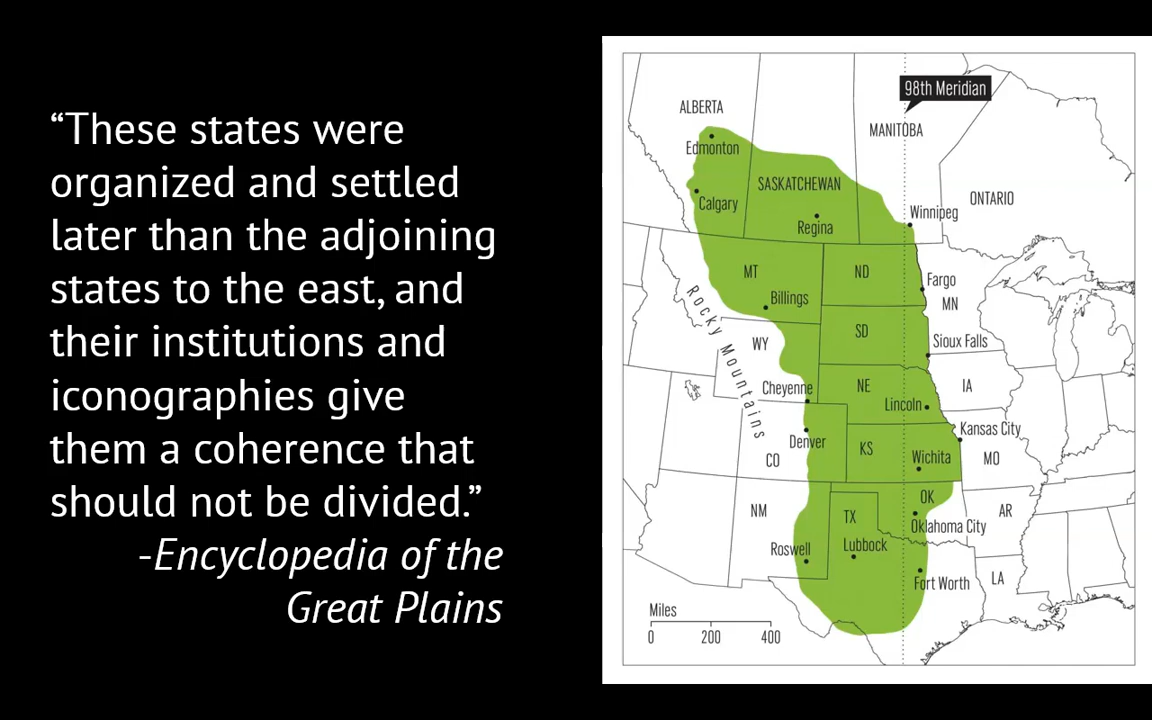 “These states were
organized and settled
later than the adjoining
states to the east, and
their institutions and
iconographies give
them a coherence that
should not be divided.”
-Encyclopedia of the
Great Plains
98th Meridian
ALBERTA
MANITOBA
Edmonton
SASKATCHEWAN
ONTARIO
Calgary
Winnipeg
Regina
MT
ND
Fargo
Billings
MN
Rocky Mountains
SD
Sioux Falls
WY
Cheyenne
NE
IA
Lincoln
Kansas City
Denver
KS
Wichita
MO
CO
OK
NM
TX
AR
Oklahoma City
Roswell
Lubbock
Fort Worth
LA
Miles
0 200 400